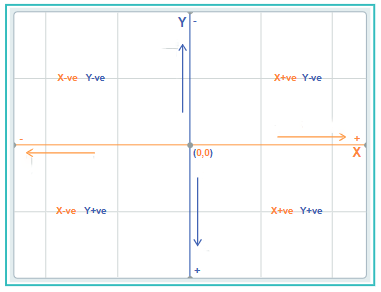 Y -
X-ve Y-ve X+ve Y-ve
- +
(0,0) X
X-ve Y+ve X+ve Y+ve
+